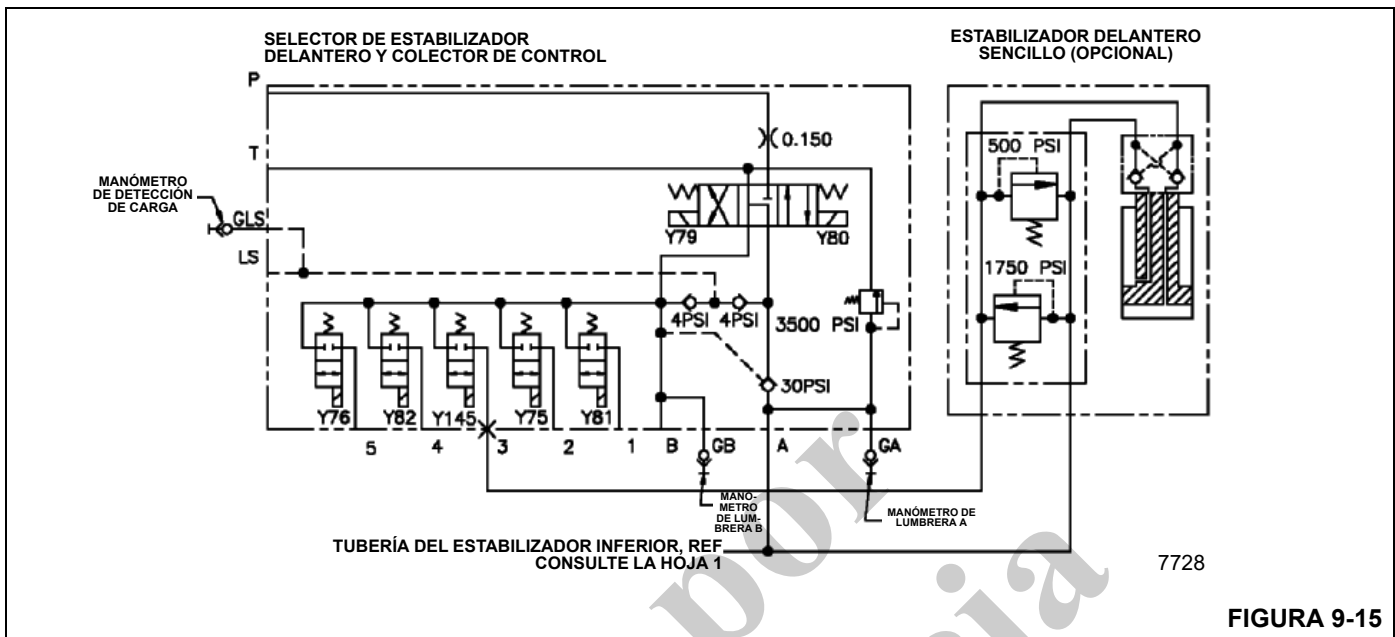 SELECTOR DE ESTABILIZADOR
DELANTERO Y COLECTOR DE CONTROL
ESTABILIZADOR DELANTERO
SENCILLO (OPCIONAL)
P
0.150
T
500 PSI
MANÓMETRO
DE DETECCIÓN
DE CARGA
GLS
Y79
Y80
LS
1750 PSI
4PSI
4PSI
3500 PSI
30PSI
Y76
Y82
Y145
Y75
Y81
5
4
3
2
1
B
GB
A
GA
MANÓ-
METRO
DE LUM-
BRERA B
MANÓMETRO DE
LUMBRERA A
TUBERÍA DEL ESTABILIZADOR INFERIOR, REF
CONSULTE LA HOJA 1
7728
por
cia
FIGURA 9-15